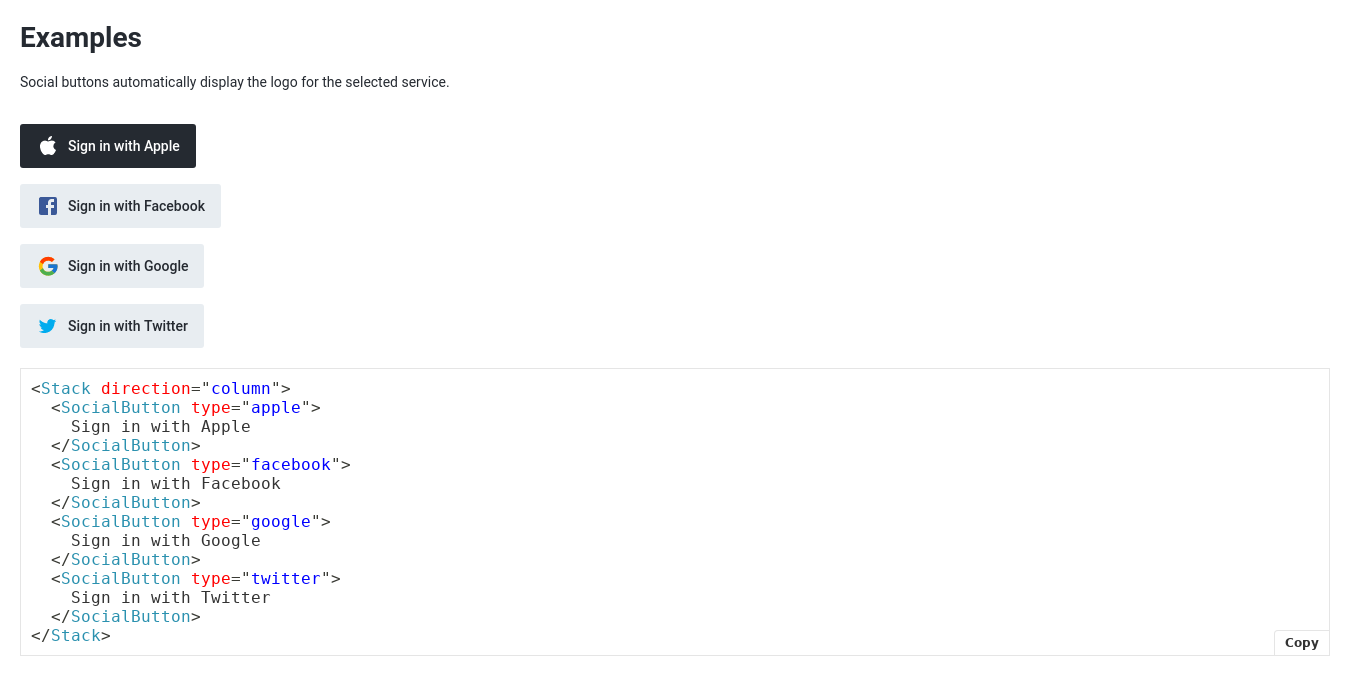 Examples
Social buttons automatically display the logo for the selected service.
Sign in with Apple
Sign in with Facebook
Sign in with Google
Sign in with Twitter
<Stack direction="column">
  <SocialButton type="apple">
    Sign in with Apple
  </SocialButton>
  <SocialButton type="facebook">
    Sign in with Facebook
  </SocialButton>
  <SocialButton type="google">
    Sign in with Google
  </SocialButton>
  <SocialButton type="twitter">
    Sign in with Twitter
  </SocialButton>
</Stack>
Copy